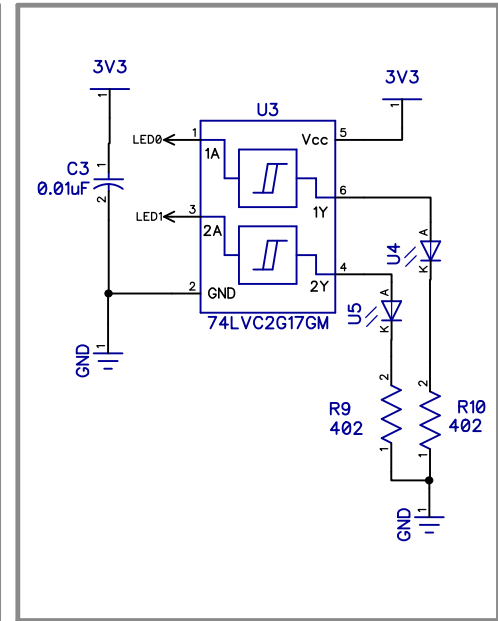 3V3
1
C3
0.01uF
1
2
GND
1
LED0
LED1
U3
1
1A
3
2A
2
GND
Vcc
5
6
1Y
4
2Y
74LVC2G17GM
3V3
1
U4
A
K
U5
A
K
R9
402
2
1
R10
402
2
1
GND
1